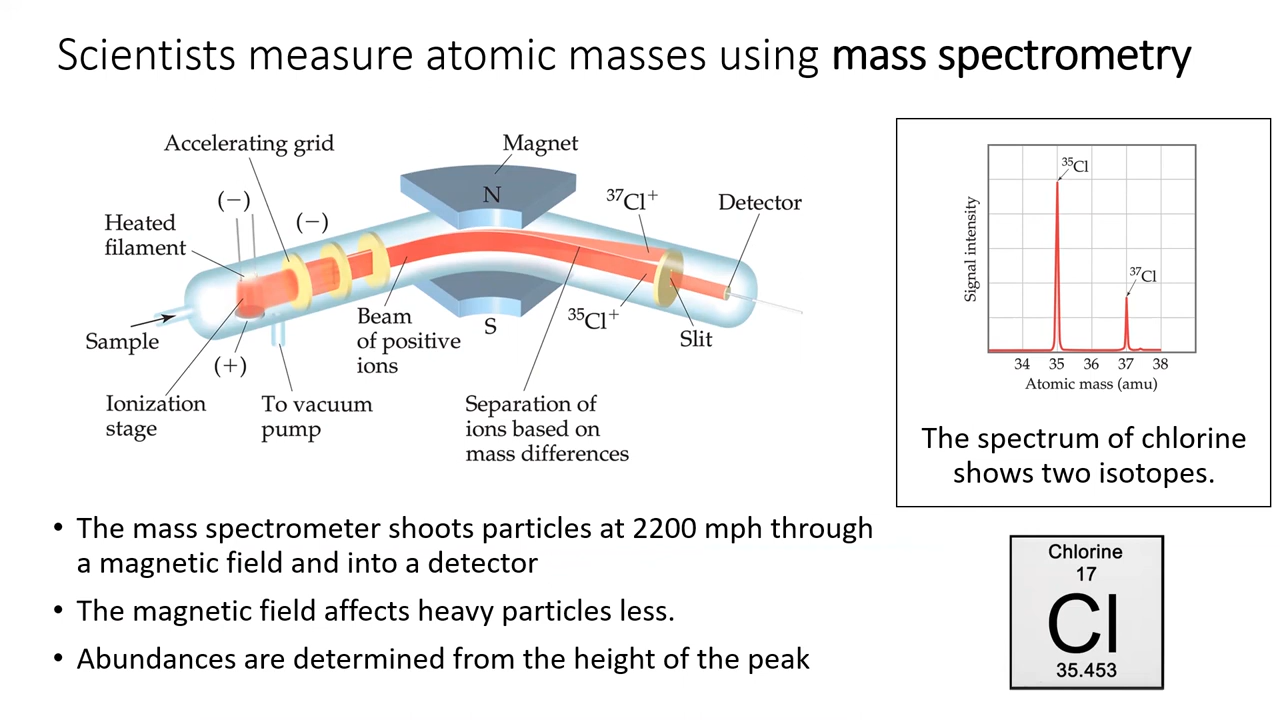 Scientists measure atomic masses using mass spectrometry
Accelerating grid
Magnet
(−)
Heated
filament
(−)
N
³⁷Cl⁺
Detector
Sample
(+)
Beam
of positive
ions
S
³⁵Cl⁺
Slit
Ionization
stage
To vacuum
pump
Separation of
ions based on
mass differences
³⁵Cl
³⁷Cl
Signal intensity
34 35 36 37 38
Atomic mass (amu)
The spectrum of chlorine
shows two isotopes.
• The mass spectrometer shoots particles at 2200 mph through
a magnetic field and into a detector
• The magnetic field affects heavy particles less.
• Abundances are determined from the height of the peak
Chlorine
17
Cl
35.453